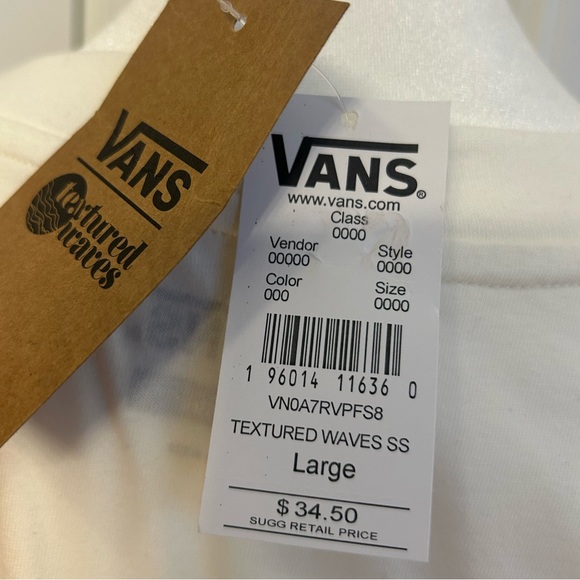 VANS
textured
waves
VANS®
www.vans.com
Class
0000
Vendor
00000
Style
0000
Color
000
Size
0000
1 96014 11636 0
VN0A7RVPFS8
TEXTURED WAVES SS
Large
$ 34.50
SUGG RETAIL PRICE